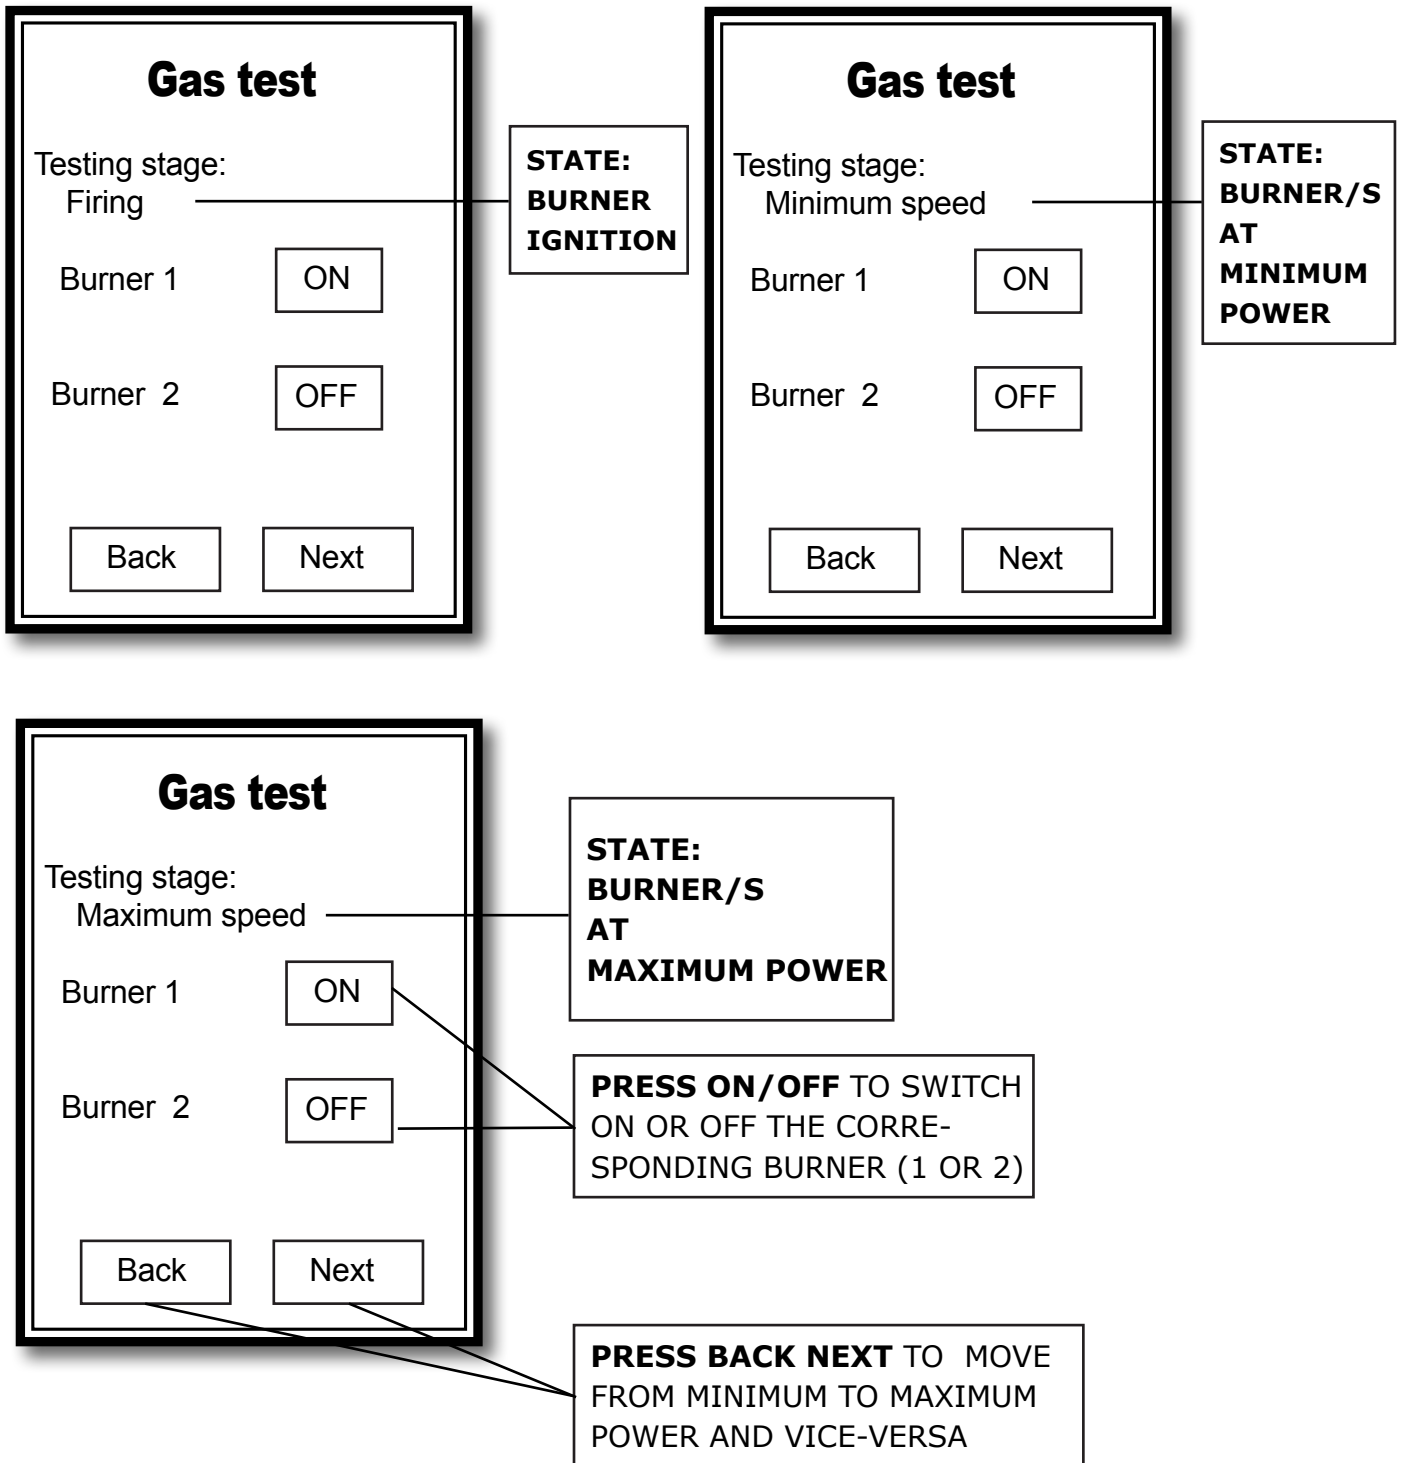 Gas test
Testing stage:
Firing
Burner 1
ON
Burner  2
OFF
Back
Next
STATE:
BURNER
IGNITION
Gas test
Testing stage:
Minimum speed
Burner 1
ON
Burner  2
OFF
Back
Next
STATE:
BURNER/S
AT
MINIMUM
POWER
Gas test
Testing stage:
Maximum speed
Burner 1
ON
Burner  2
OFF
Back
Next
STATE:
BURNER/S
AT
MAXIMUM POWER
PRESS ON/OFF TO SWITCH
ON OR OFF THE CORRE-
SPONDING BURNER (1 OR 2)
PRESS BACK NEXT TO  MOVE
FROM MINIMUM TO MAXIMUM
POWER AND VICE-VERSA